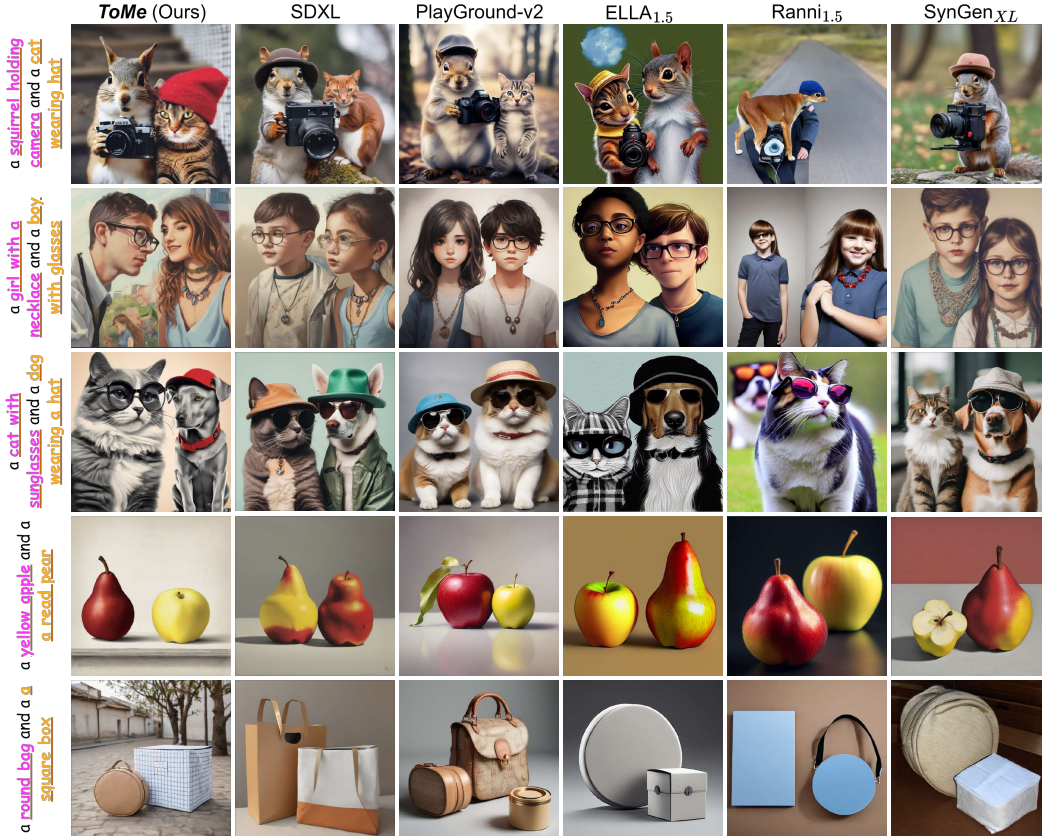 ToMe (Ours)
SDXL
PlayGround-v2
ELLA1.5
Ranni1.5
SynGenXL
a squirrel holding
camera and a cat
wearing hat
a girl with a
necklace and a boy
with glasses
a cat with
sunglasses and a dog
wearing a hat
a yellow apple and a
a read pear
a round bag and a a
square box